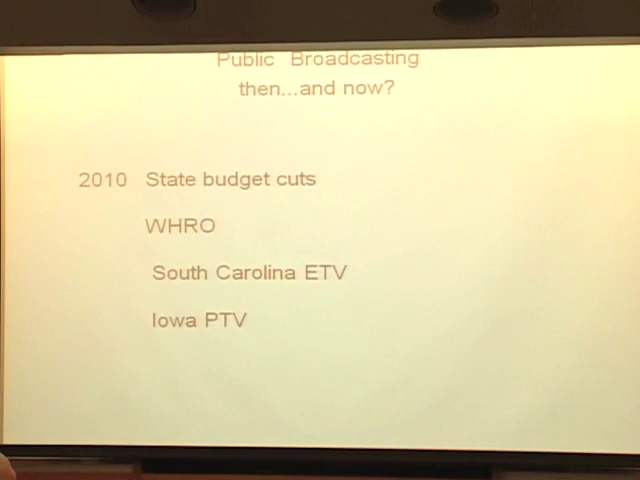 Public Broadcasting
then...and now?
2010 State budget cuts
WHRO
South Carolina ETV
Iowa PTV